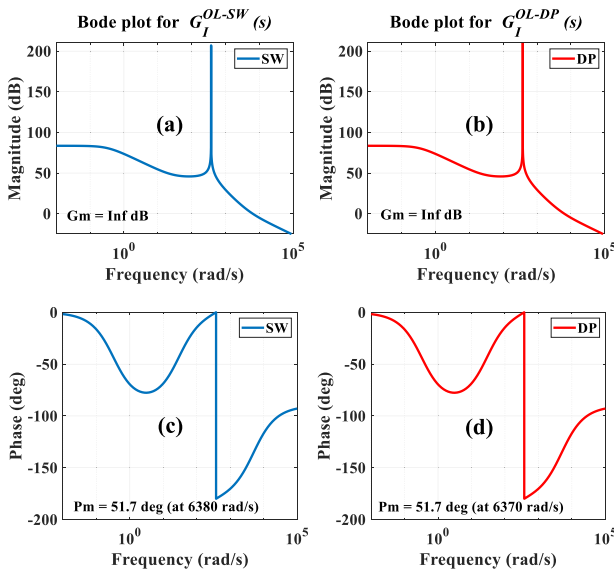 Bode plot for G_I^{OL-SW}(s)
Magnitude (dB)
200
150
100
50
0
SW
(a)
Gm = Inf dB
10^0
10^5
Frequency (rad/s)
Bode plot for G_I^{OL-DP}(s)
Magnitude (dB)
200
150
100
50
0
DP
(b)
Gm = Inf dB
10^0
10^5
Frequency (rad/s)
Phase (deg)
0
-50
-100
-150
-200
SW
(c)
Pm = 51.7 deg (at 6380 rad/s)
10^0
10^5
Frequency (rad/s)
Phase (deg)
0
-50
-100
-150
-200
DP
(d)
Pm = 51.7 deg (at 6370 rad/s)
10^0
10^5
Frequency (rad/s)